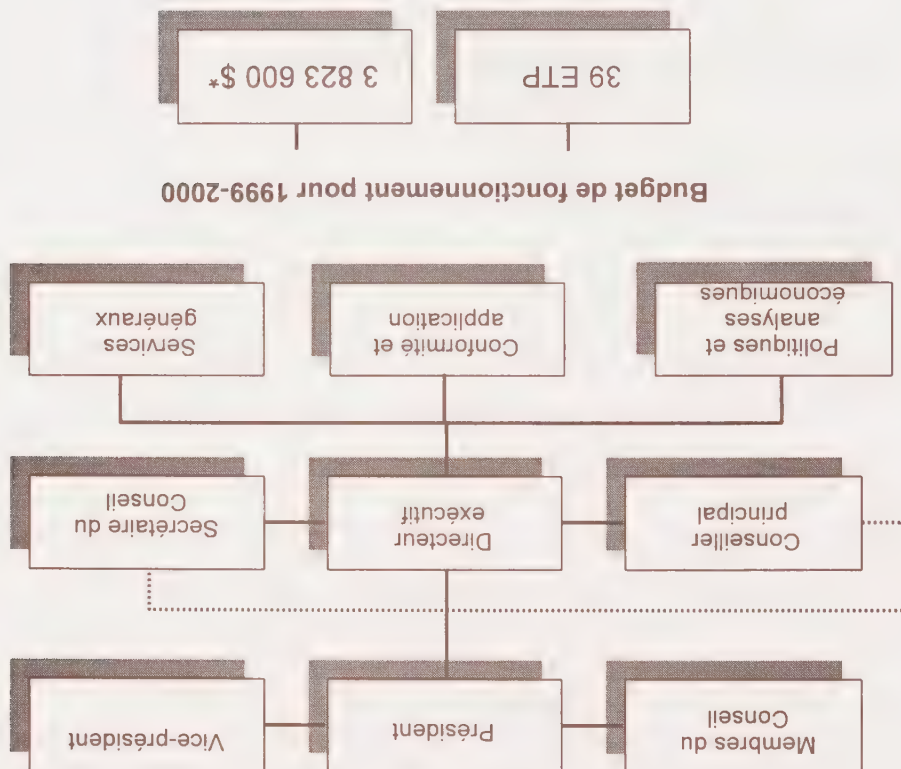 Membres du
Conseil
Président
Vice-président
Conseiller
principal
Directeur
exécutif
Secrétaire du
Conseil
Politiques et
analyses
économiques
Conformité et
application
Services
généraux
Budget de fonctionnement pour 1999-2000
39 ETP
3 823 600 $*